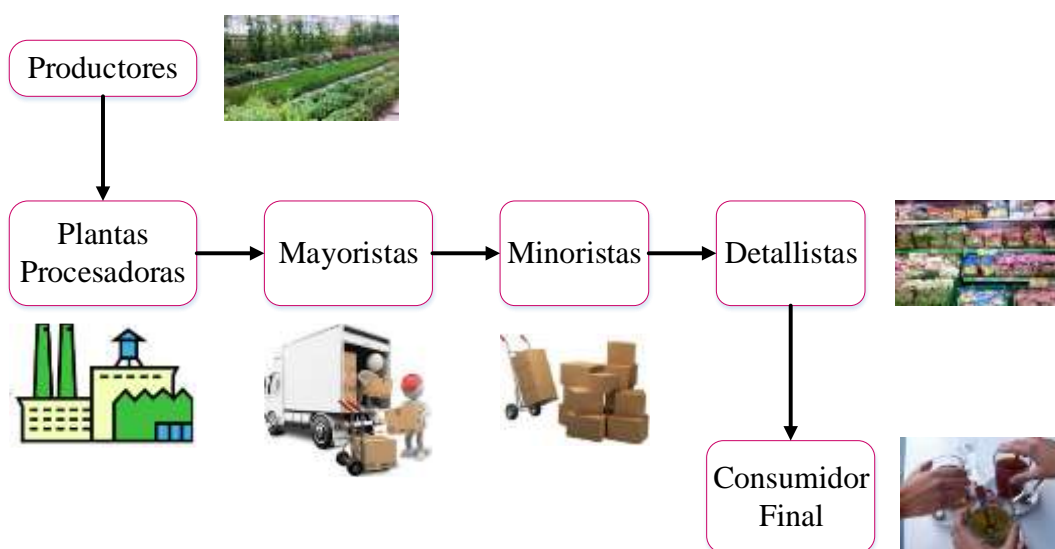 Productores
Plantas
Procesadoras
Mayoristas
Minoristas
Detallistas
Consumidor
Final